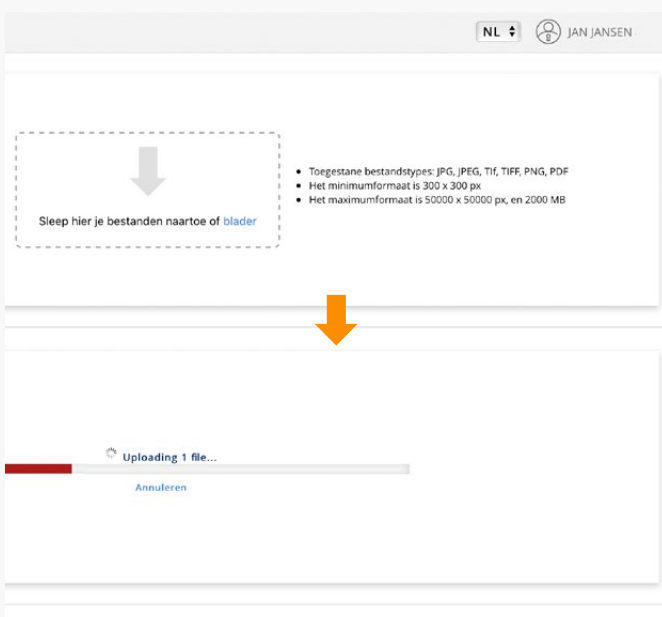 NL
JAN JANSEN
Toegestane bestandstypes: JPG, JPEG, TIf, TIFF, PNG, PDF
Het minimumformaat is 300 x 300 px
Het maximumformaat is 50000 x 50000 px, en 2000 MB
Sleep hier je bestanden naartoe of blader
Uploading 1 file...
Annuleren